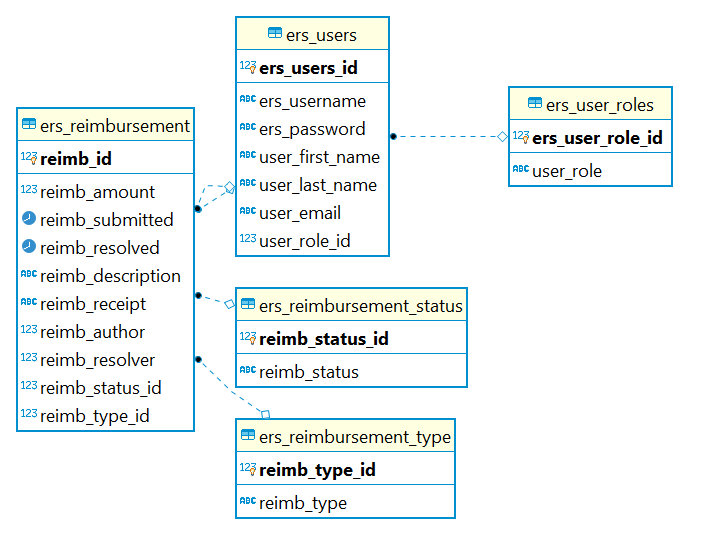 ers_users
123 ers_users_id
ABC ers_username
ABC ers_password
ABC user_first_name
ABC user_last_name
ABC user_email
123 user_role_id
ers_user_roles
123 ers_user_role_id
ABC user_role
ers_reimbursement
123 reimb_id
123 reimb_amount
reimb_submitted
reimb_resolved
ABC reimb_description
ABC reimb_receipt
123 reimb_author
123 reimb_resolver
123 reimb_status_id
123 reimb_type_id
ers_reimbursement_status
123 reimb_status_id
ABC reimb_status
ers_reimbursement_type
123 reimb_type_id
ABC reimb_type